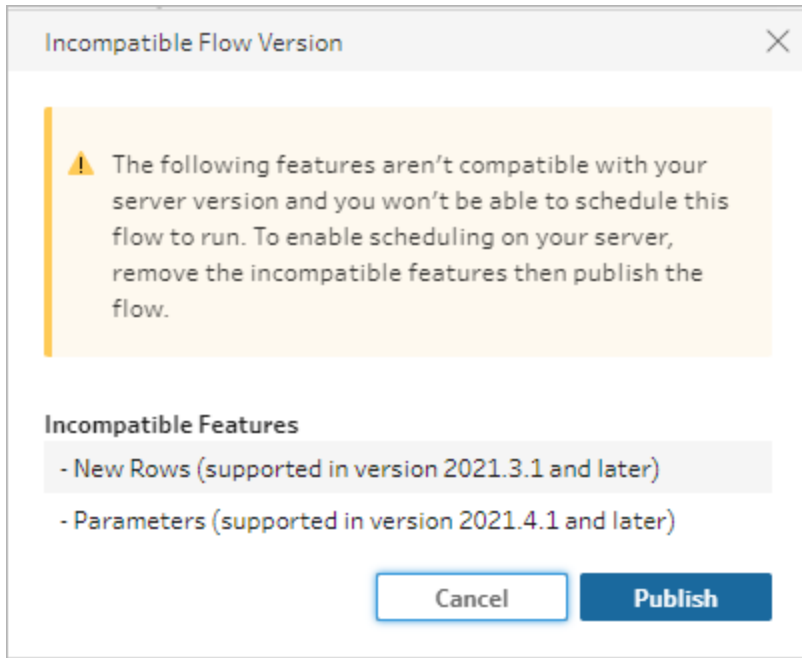 Incompatible Flow Version
The following features aren't compatible with your
server version and you won't be able to schedule this
flow to run. To enable scheduling on your server,
remove the incompatible features then publish the
flow.
Incompatible Features
- New Rows (supported in version 2021.3.1 and later)
- Parameters (supported in version 2021.4.1 and later)
Cancel
Publish